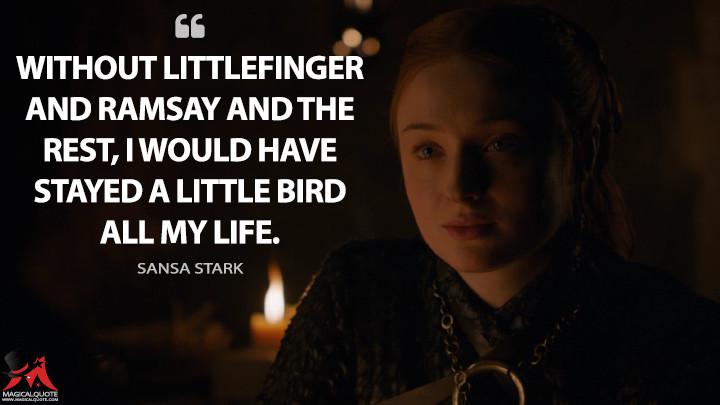 “
WITHOUT LITTLEFINGER
AND RAMSAY AND THE
REST, I WOULD HAVE
STAYED A LITTLE BIRD
ALL MY LIFE.
SANSA STARK
MAGICALQUOTE
WWW.MAGICALQUOTE.COM